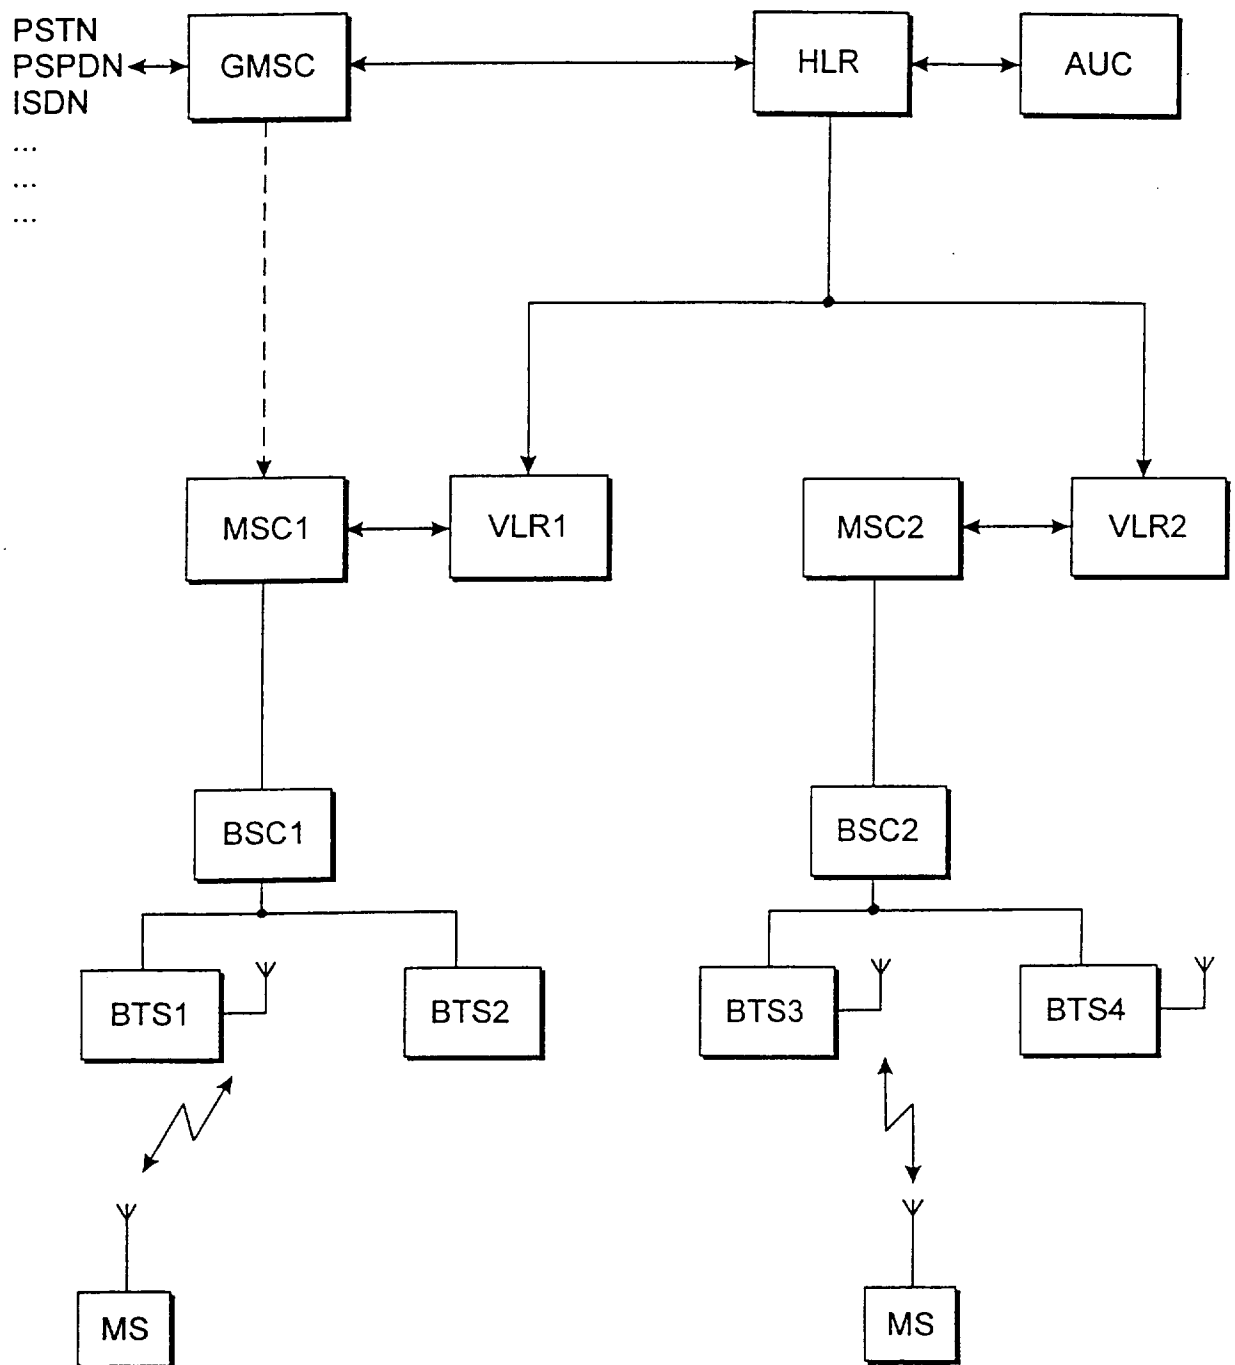 PSTN
PSPDN
ISDN
...
...
...
GMSC
HLR
AUC
MSC1
VLR1
MSC2
VLR2
BSC1
BSC2
BTS1
BTS2
BTS3
BTS4
MS
MS